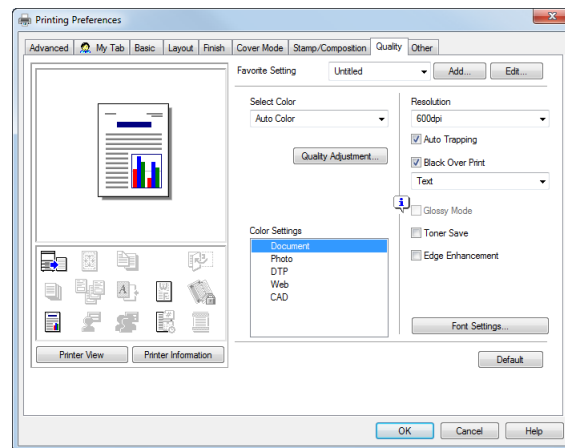 Printing Preferences
Advanced My Tab Basic Layout Finish Cover Mode Stamp/Composition Quality Other
Favorite Setting Untitled Add... Edit...
Select Color Resolution
Auto Color 600dpi
Auto Trapping
Quality Adjustment... Black Over Print
Text
Glossy Mode
Color Settings Toner Save
Document Edge Enhancement
Photo
DTP
Web
CAD
Font Settings...
Printer View Printer Information Default
OK Cancel Help